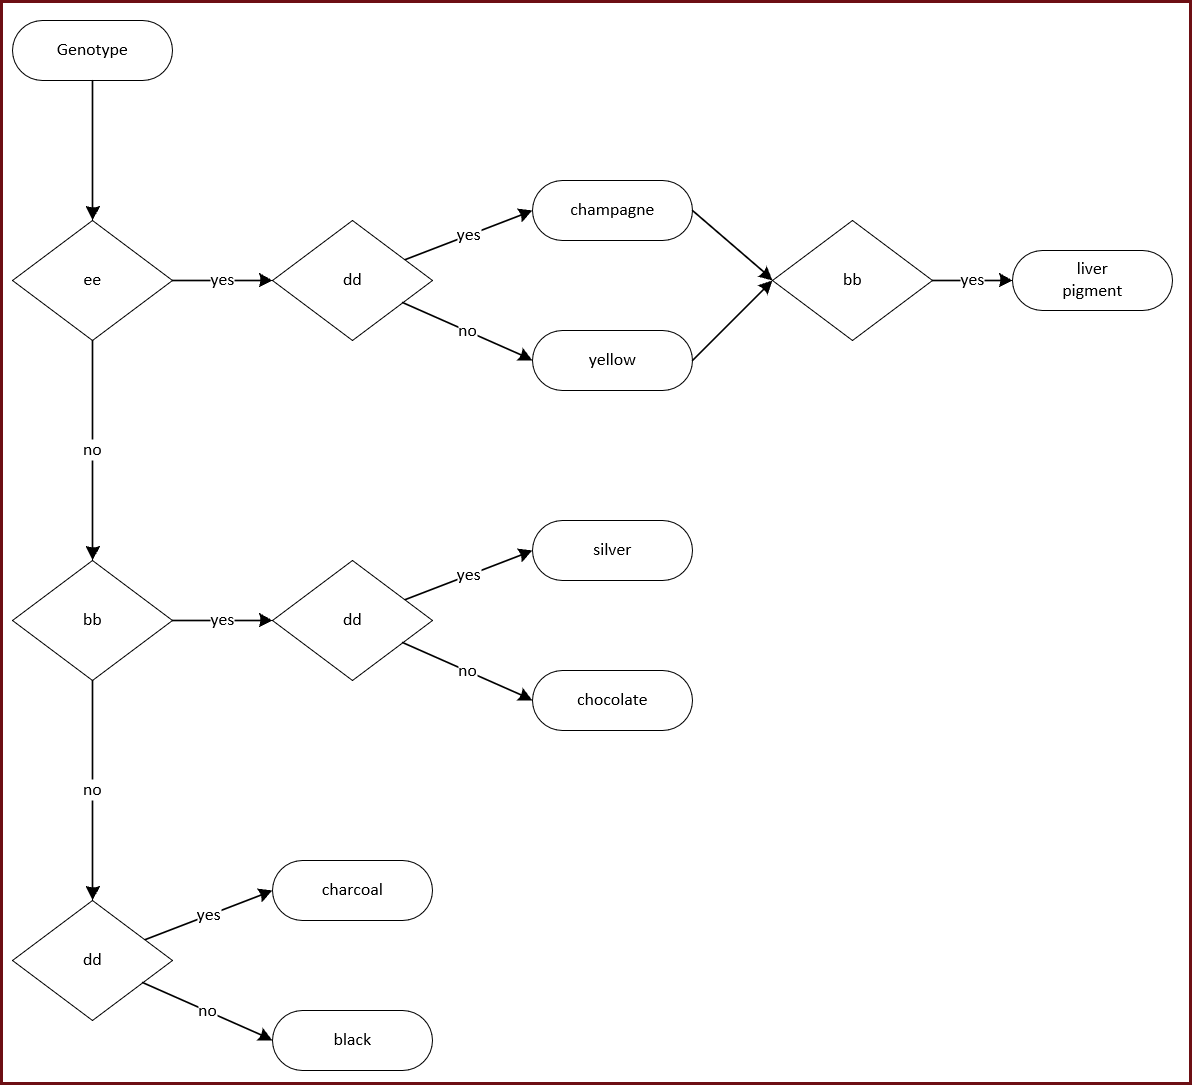 Genotype
ee
yes
dd
yes
champagne
no
yellow
bb
yes
liver
pigment
no
bb
yes
dd
yes
silver
no
chocolate
no
dd
yes
charcoal
no
black